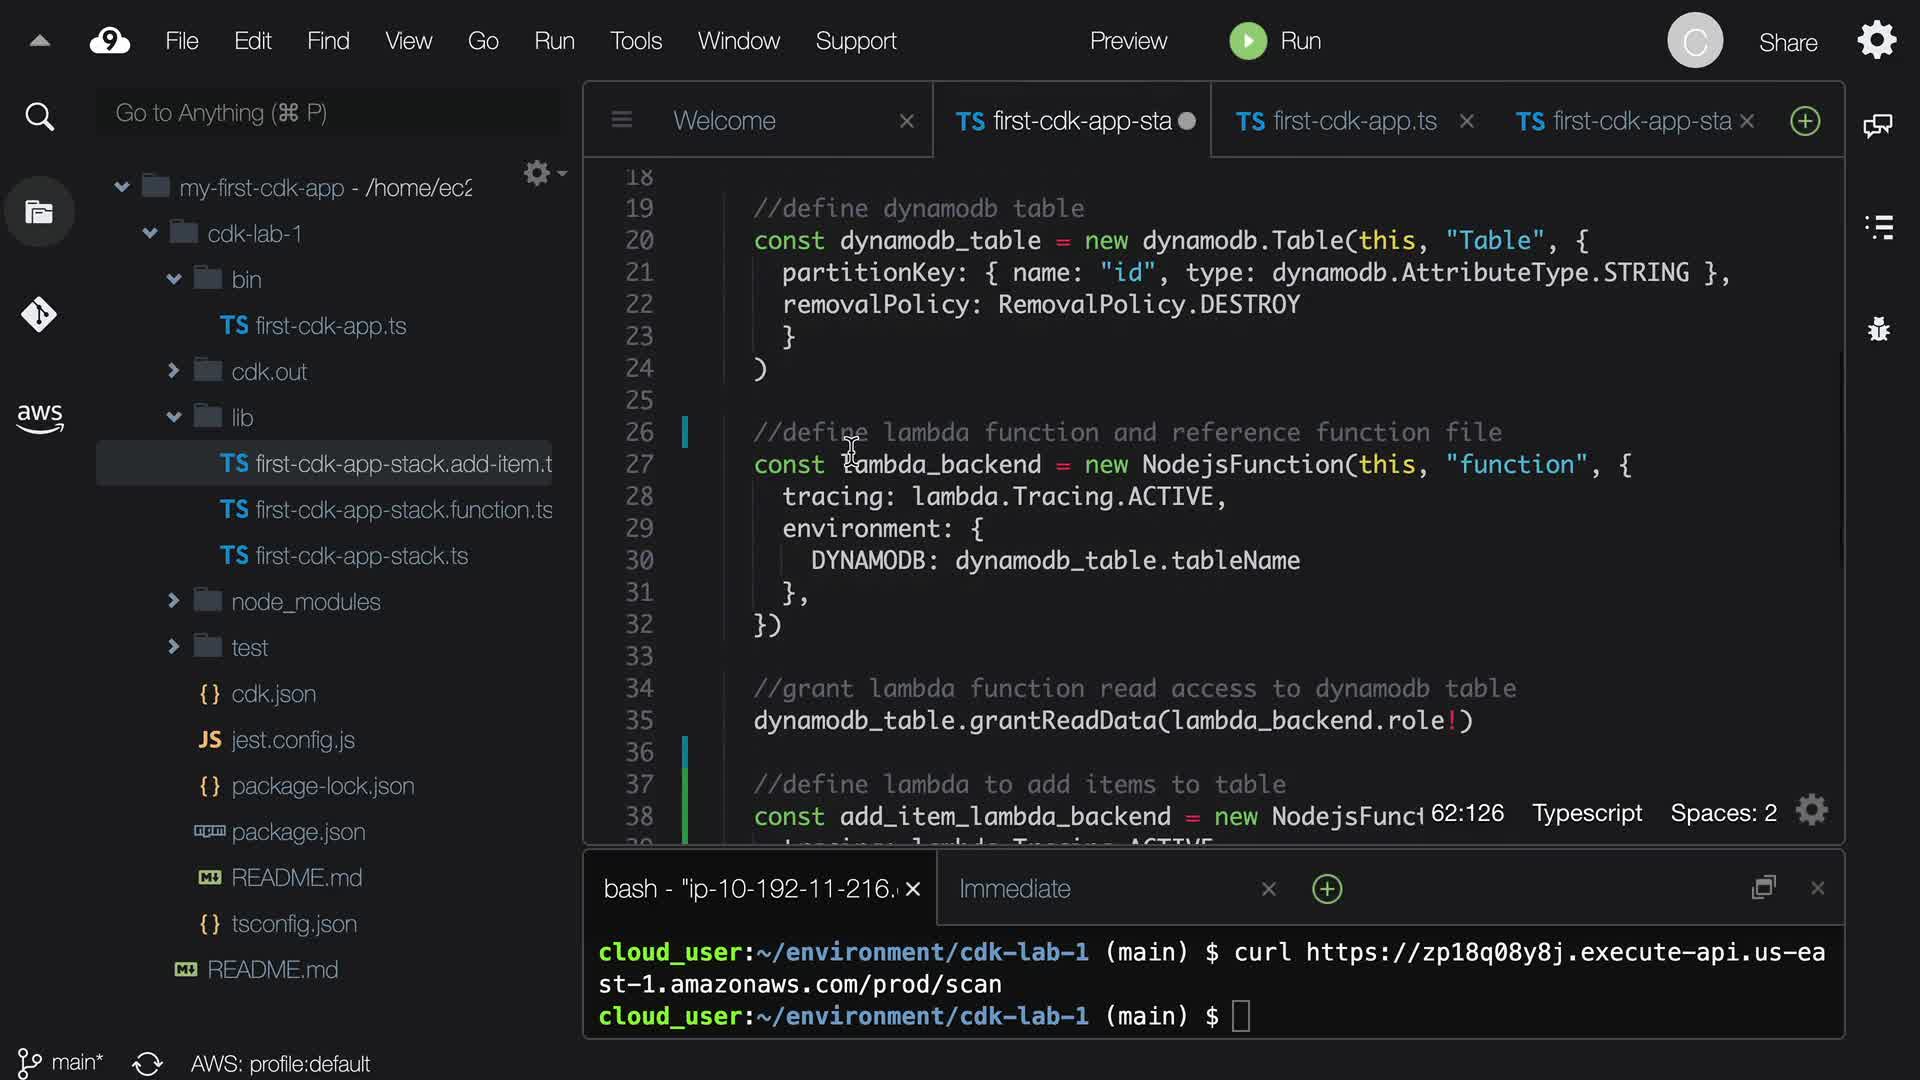 9 File Edit Find View Go Run Tools Window Support Preview Run C Share
Go to Anything (⌘ P)
my-first-cdk-app - /home/ec2
cdk-lab-1
bin
TS first-cdk-app.ts
cdk.out
lib
TS first-cdk-app-stack.add-item.t
TS first-cdk-app-stack.function.ts
TS first-cdk-app-stack.ts
node_modules
test
{} cdk.json
JS jest.config.js
{} package-lock.json
npm package.json
M↓ README.md
{} tsconfig.json
M↓ README.md
aws
Welcome × TS first-cdk-app-sta TS first-cdk-app.ts × TS first-cdk-app-sta ×
18
19 //define dynamodb table
20 const dynamodb_table = new dynamodb.Table(this, "Table", {
21 partitionKey: { name: "id", type: dynamodb.AttributeType.STRING },
22 removalPolicy: RemovalPolicy.DESTROY
23 }
24 )
25
26 //define lambda function and reference function file
27 const lambda_backend = new NodejsFunction(this, "function", {
28 tracing: lambda.Tracing.ACTIVE,
29 environment: {
30 DYNAMODB: dynamodb_table.tableName
31 },
32 })
33
34 //grant lambda function read access to dynamodb table
35 dynamodb_table.grantReadData(lambda_backend.role!)
36
37 //define lambda to add items to table
38 const add_item_lambda_backend = new NodejsFunct
39 tracing: lambda.Tracing.ACTIVE
62:126 Typescript Spaces: 2
bash - "ip-10-192-11-216. × Immediate ×
cloud_user:~/environment/cdk-lab-1 (main) $ curl https://zp18q08y8j.execute-api.us-ea
st-1.amazonaws.com/prod/scan
cloud_user:~/environment/cdk-lab-1 (main) $
main* AWS: profile:default